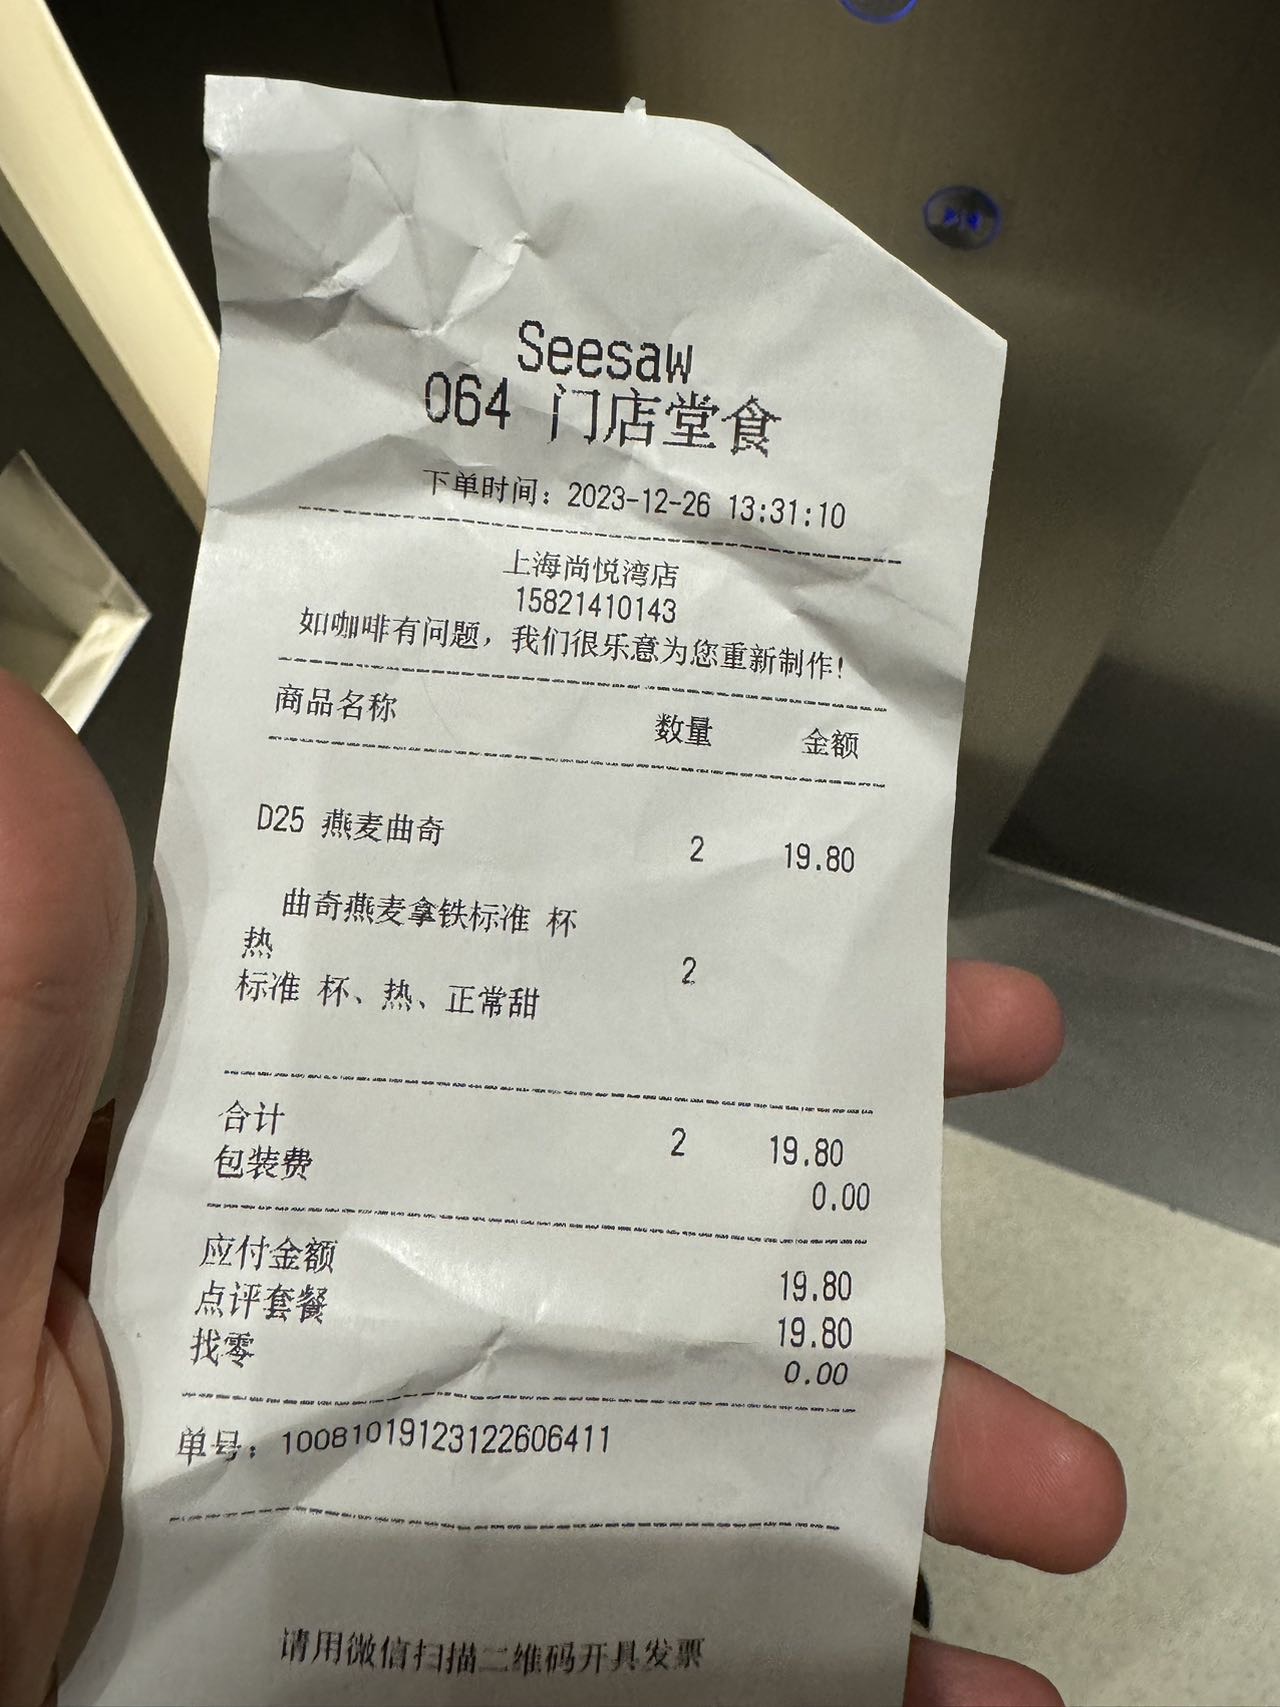 Seesaw
064 门店堂食
下单时间：2023-12-26 13:31:10
上海尚悦湾店
15821410143
如咖啡有问题，我们很乐意为您重新制作！
商品名称 数量 金额
D25 燕麦曲奇 2 19.80
曲奇燕麦拿铁标准 杯
热
2
标准 杯、热、正常甜
合计 2 19.80
包装费 0.00
应付金额 19.80
点评套餐 19.80
找零 0.00
单号：10081019123122606411
请用微信扫描二维码开具发票